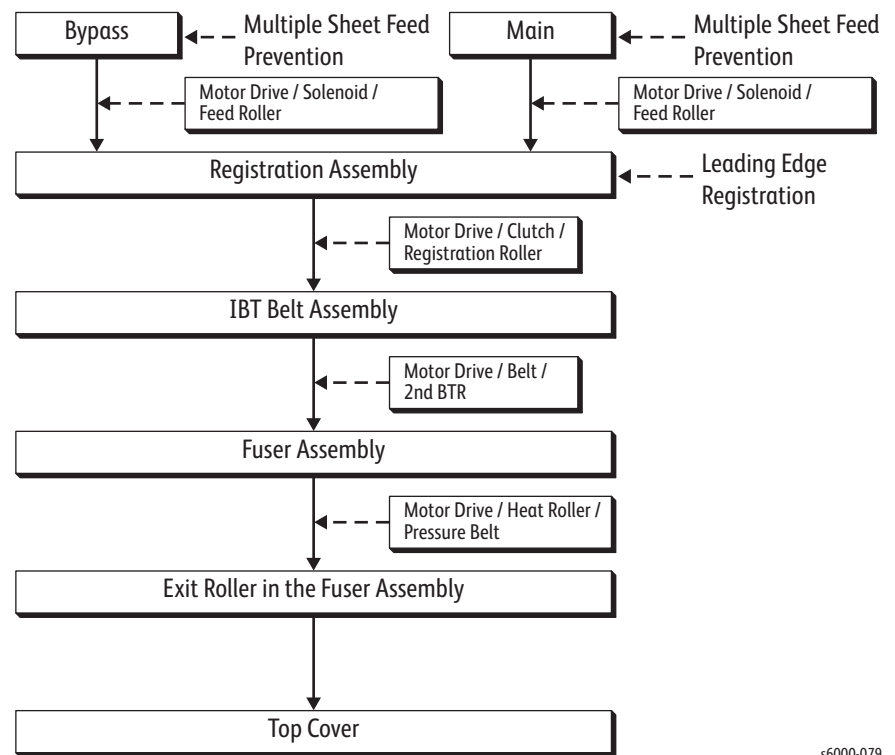 Bypass
Multiple Sheet Feed
Prevention
Main
Multiple Sheet Feed
Prevention
Motor Drive / Solenoid /
Feed Roller
Motor Drive / Solenoid /
Feed Roller
Registration Assembly
Leading Edge
Registration
Motor Drive / Clutch /
Registration Roller
IBT Belt Assembly
Motor Drive / Belt /
2nd BTR
Fuser Assembly
Motor Drive / Heat Roller /
Pressure Belt
Exit Roller in the Fuser Assembly
Top Cover
s6000-079